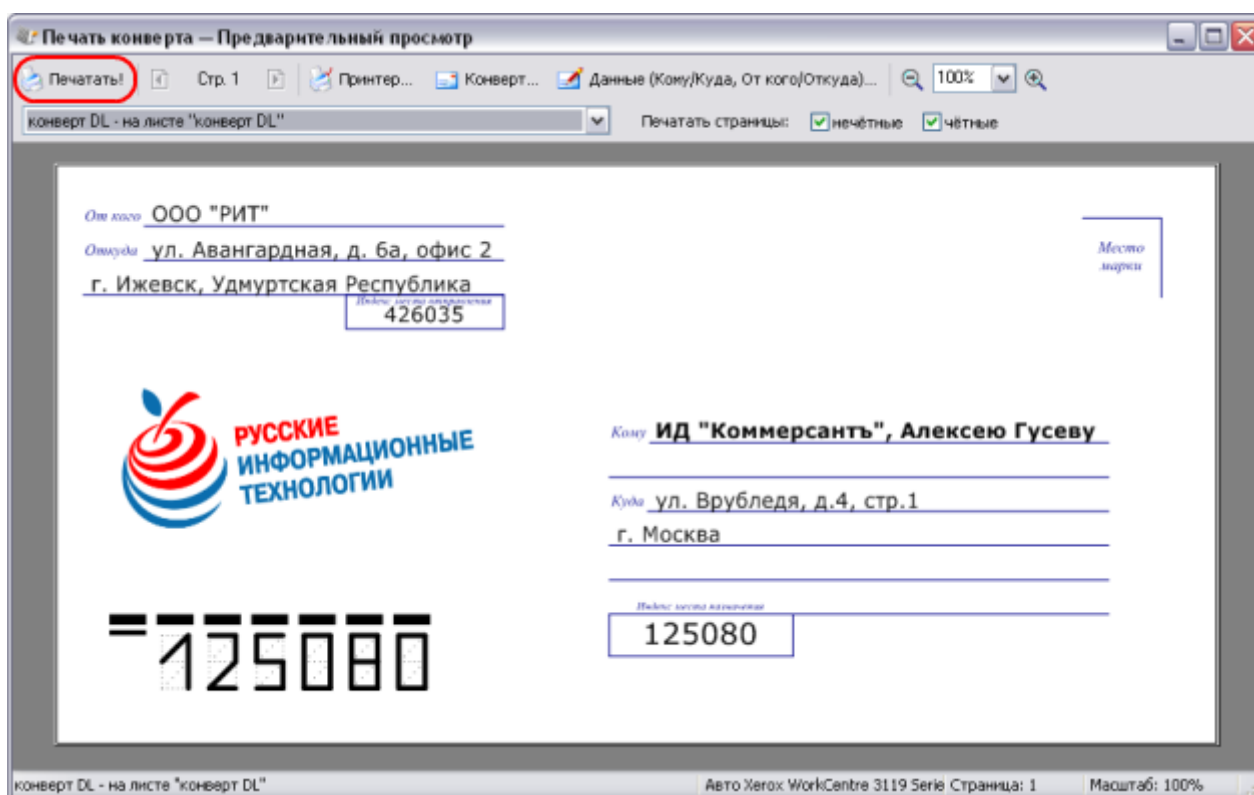 Печать конверта — Предварительный просмотр
Печатать! Стр. 1 Принтер... Конверт... Данные (Кому/Куда, От кого/Откуда)... 100%
конверт DL - на листе "конверт DL" Печатать страницы: нечётные чётные
От кого ООО "РИТ"
Откуда ул. Авангардная, д. 6а, офис 2
г. Ижевск, Удмуртская Республика
Индекс места отправления
426035
Место
марки
РУССКИЕ
ИНФОРМАЦИОННЫЕ
ТЕХНОЛОГИИ
Кому ИД "Коммерсантъ", Алексею Гусеву
Куда ул. Врубледя, д.4, стр.1
г. Москва
Индекс места назначения
125080
125080
конверт DL - на листе "конверт DL" Авто Xerox WorkCentre 3119 Serie Страница: 1 Масштаб: 100%